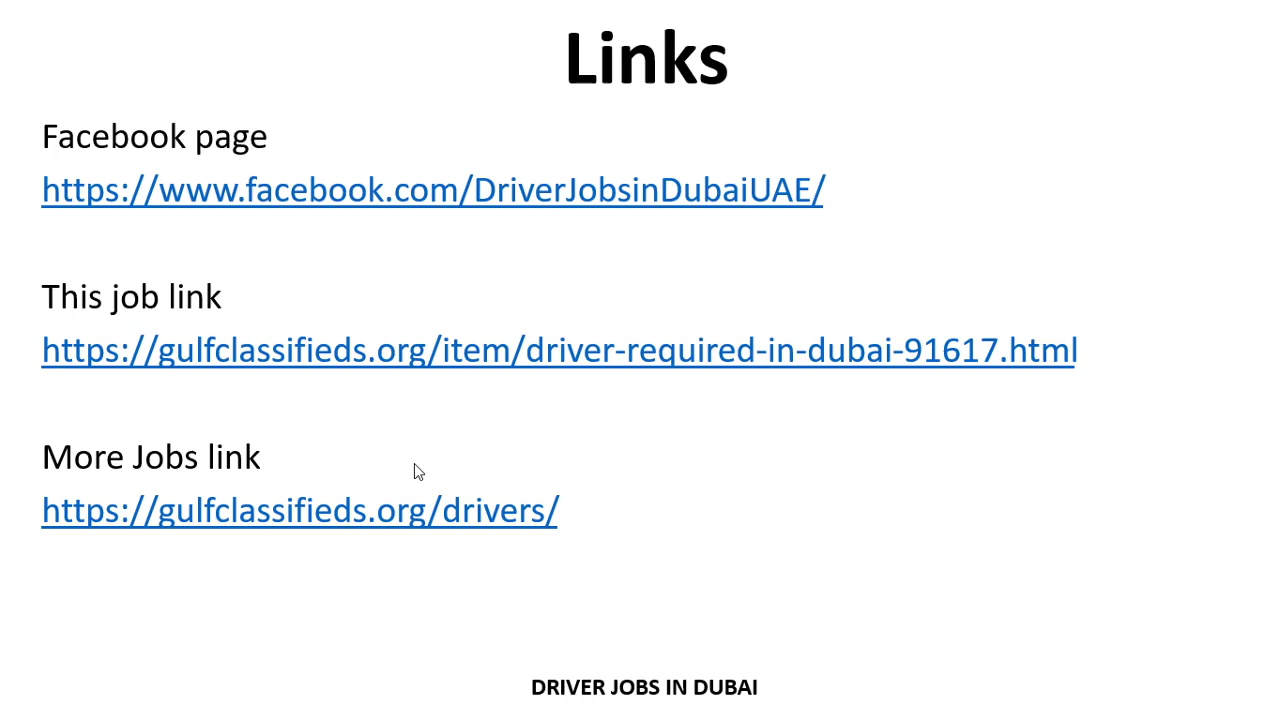 Links
Facebook page
https://www.facebook.com/DriverJobsinDubaiUAE/
This job link
https://gulfclassifieds.org/item/driver-required-in-dubai-91617.html
More Jobs link
https://gulfclassifieds.org/drivers/
DRIVER JOBS IN DUBAI